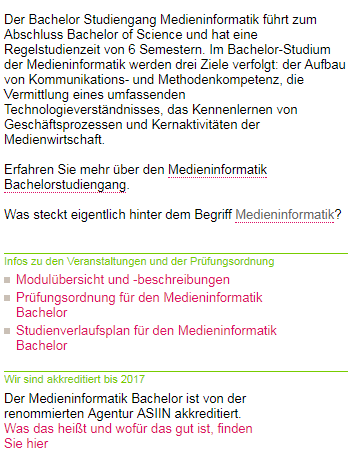 Der Bachelor Studiengang Medieninformatik führt zum
Abschluss Bachelor of Science und hat eine
Regelstudienzeit von 6 Semestern. Im Bachelor-Studium
der Medieninformatik werden drei Ziele verfolgt: der Aufbau
von Kommunikations- und Methodenkompetenz, die
Vermittlung eines umfassenden
Technologieverständnisses, das Kennenlernen von
Geschäftsprozessen und Kernaktivitäten der
Medienwirtschaft.
Erfahren Sie mehr über den Medieninformatik
Bachelorstudiengang.
Was steckt eigentlich hinter dem Begriff Medieninformatik?
Infos zu den Veranstaltungen und der Prüfungsordnung
Modulübersicht und -beschreibungen
Prüfungsordnung für den Medieninformatik
Bachelor
Studienverlaufsplan für den Medieninformatik
Bachelor
Wir sind akkreditiert bis 2017
Der Medieninformatik Bachelor ist von der
renommierten Agentur ASIIN akkreditiert.
Was das heißt und wofür das gut ist, finden
Sie hier